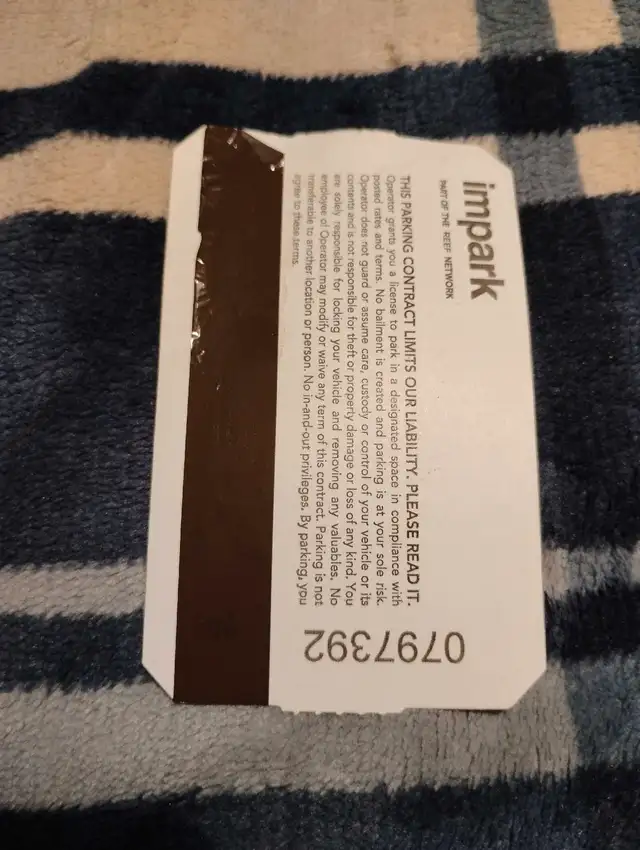 impark
PART OF THE REEF NETWORK
THIS PARKING CONTRACT LIMITS OUR LIABILITY. PLEASE READ IT.
Operator grants you a license to park in a designated space in compliance with
posted rates and terms. No bailment is created and parking is at your sole risk.
Operator does not guard or assume care, custody or control of your vehicle or its
contents and is not responsible for theft or property damage or loss of any kind. You
are solely responsible for locking your vehicle and removing any valuables. No
employee of Operator may modify or waive any term of this contract. Parking is not
transferable to another location or person. No in-and-out privileges. By parking, you
agree to these terms.
0797392